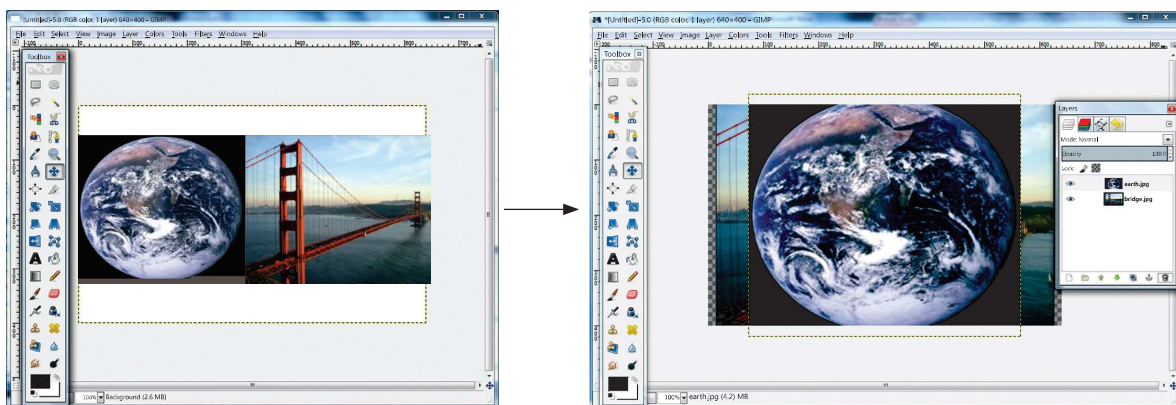 [Untitled]-5.0 (RGB color, 1 layer) 640×400 – GIMP
File Edit Select View Image Layer Colors Tools Filters Windows Help
Toolbox
100% Background (2.6 MB)
*[Untitled]-5.0 (RGB color, 1 layer) 640×400 – GIMP
File Edit Select View Image Layer Colors Tools Filters Windows Help
Toolbox
Layers
Mode: Normal
Opacity 100.0
Lock:
earth.jpg
bridge.jpg
100% earth.jpg (4.2) MB